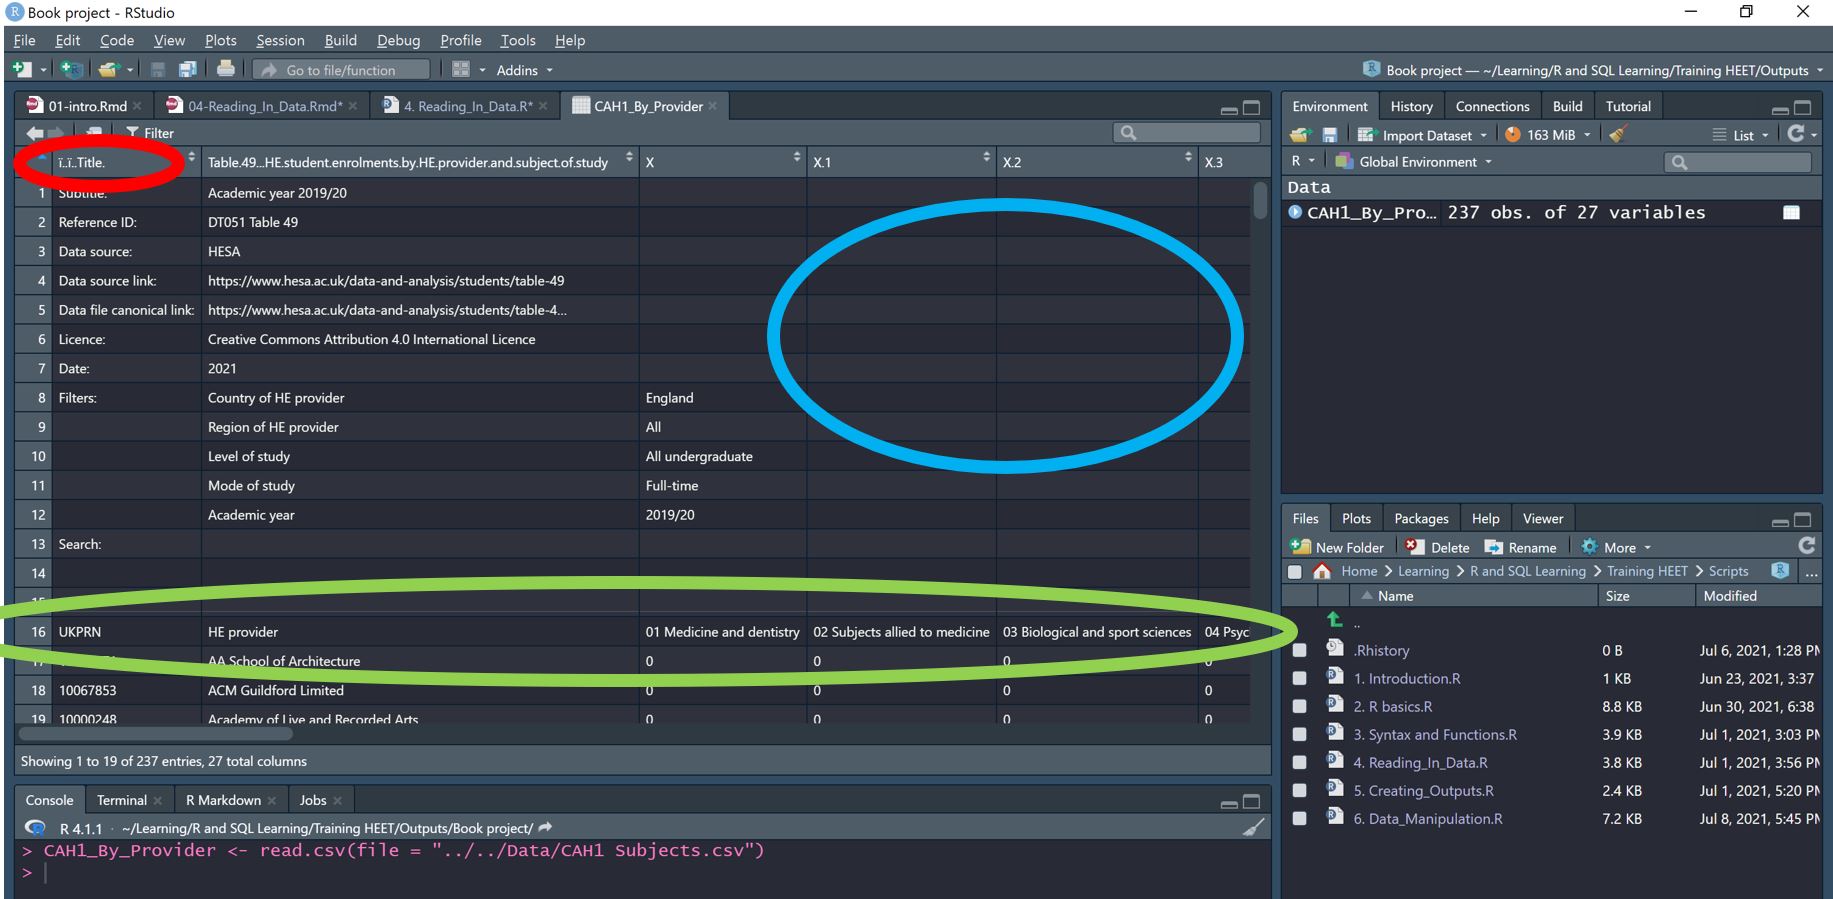 Book project - RStudio
File Edit Code View Plots Session Build Debug Profile Tools Help
Go to file/function Addins Book project — ~/Learning/R and SQL Learning/Training HEET/Outputs
01-intro.Rmd 04-Reading_In_Data.Rmd* 4. Reading_In_Data.R* CAH1_By_Provider
Filter
ï..ï..Title. Table.49...HE.student.enrolments.by.HE.provider.and.subject.of.study X X.1 X.2 X.3
1 Subtitle: Academic year 2019/20
2 Reference ID: DT051 Table 49
3 Data source: HESA
4 Data source link: https://www.hesa.ac.uk/data-and-analysis/students/table-49
5 Data file canonical link: https://www.hesa.ac.uk/data-and-analysis/students/table-4...
6 Licence: Creative Commons Attribution 4.0 International Licence
7 Date: 2021
8 Filters: Country of HE provider England
9 Region of HE provider All
10 Level of study All undergraduate
11 Mode of study Full-time
12 Academic year 2019/20
13 Search:
14
15
16 UKPRN HE provider 01 Medicine and dentistry 02 Subjects allied to medicine 03 Biological and sport sciences 04 Psyc
17 AA School of Architecture 0 0 0 0
18 10067853 ACM Guildford Limited 0 0 0 0
19 10000248 Academy of Live and Recorded Arts 0 0 0 0
Showing 1 to 19 of 237 entries, 27 total columns
Console Terminal R Markdown Jobs
R 4.1.1 · ~/Learning/R and SQL Learning/Training HEET/Outputs/Book project/
> CAH1_By_Provider <- read.csv(file = "../../Data/CAH1 Subjects.csv")
>
Environment History Connections Build Tutorial
Import Dataset 163 MiB List
R Global Environment
Data
CAH1_By_Pro... 237 obs. of 27 variables
Files Plots Packages Help Viewer
New Folder Delete Rename More
Home > Learning > R and SQL Learning > Training HEET > Scripts ...
Name Size Modified
..
.Rhistory 0 B Jul 6, 2021, 1:28 PM
1. Introduction.R 1 KB Jun 23, 2021, 3:37
2. R basics.R 8.8 KB Jun 30, 2021, 6:38
3. Syntax and Functions.R 3.9 KB Jul 1, 2021, 3:03 PM
4. Reading_In_Data.R 3.8 KB Jul 1, 2021, 3:56 PM
5. Creating_Outputs.R 2.4 KB Jul 1, 2021, 5:20 PM
6. Data_Manipulation.R 7.2 KB Jul 8, 2021, 5:45 PM